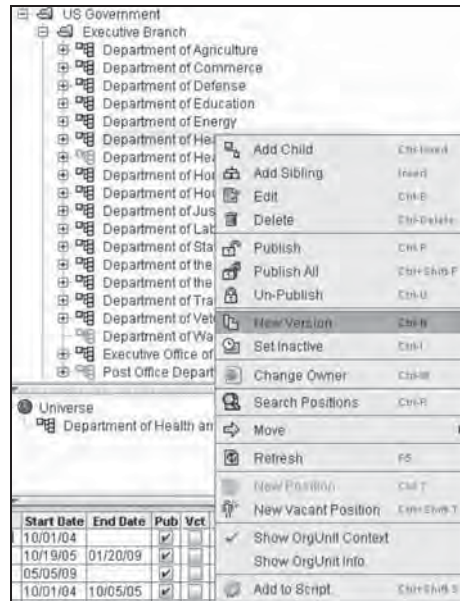 US Government
Executive Branch
Department of Agriculture
Department of Commerce
Department of Defense
Department of Education
Department of Energy
Department of Hea
Department of Hea
Department of Hor
Department of Hou
Department of Jus
Department of Lab
Department of Sta
Department of the
Department of the
Department of Tra
Department of Vet
Department of Wa
Executive Office of
Post Office Depart
Add Child
Add Sibling Insert
Edit Ctrl-E
Delete Ctrl-Delete
Publish Ctrl-P
Publish All Ctrl+Shift-P
Un-Publish Ctrl-U
New Version Ctrl-N
Set Inactive Ctrl-I
Change Owner
Search Positions
Move
Refresh F5
New Position Ctrl-T
New Vacant Position Ctrl+Shift-T
Show OrgUnit Context
Show OrgUnit Info
Add to Script Ctrl+Shift-S
Universe
Department of Health an
Start Date End Date Pub Vct
10/01/04
10/19/05 01/20/09
05/05/09
10/01/04 10/05/05